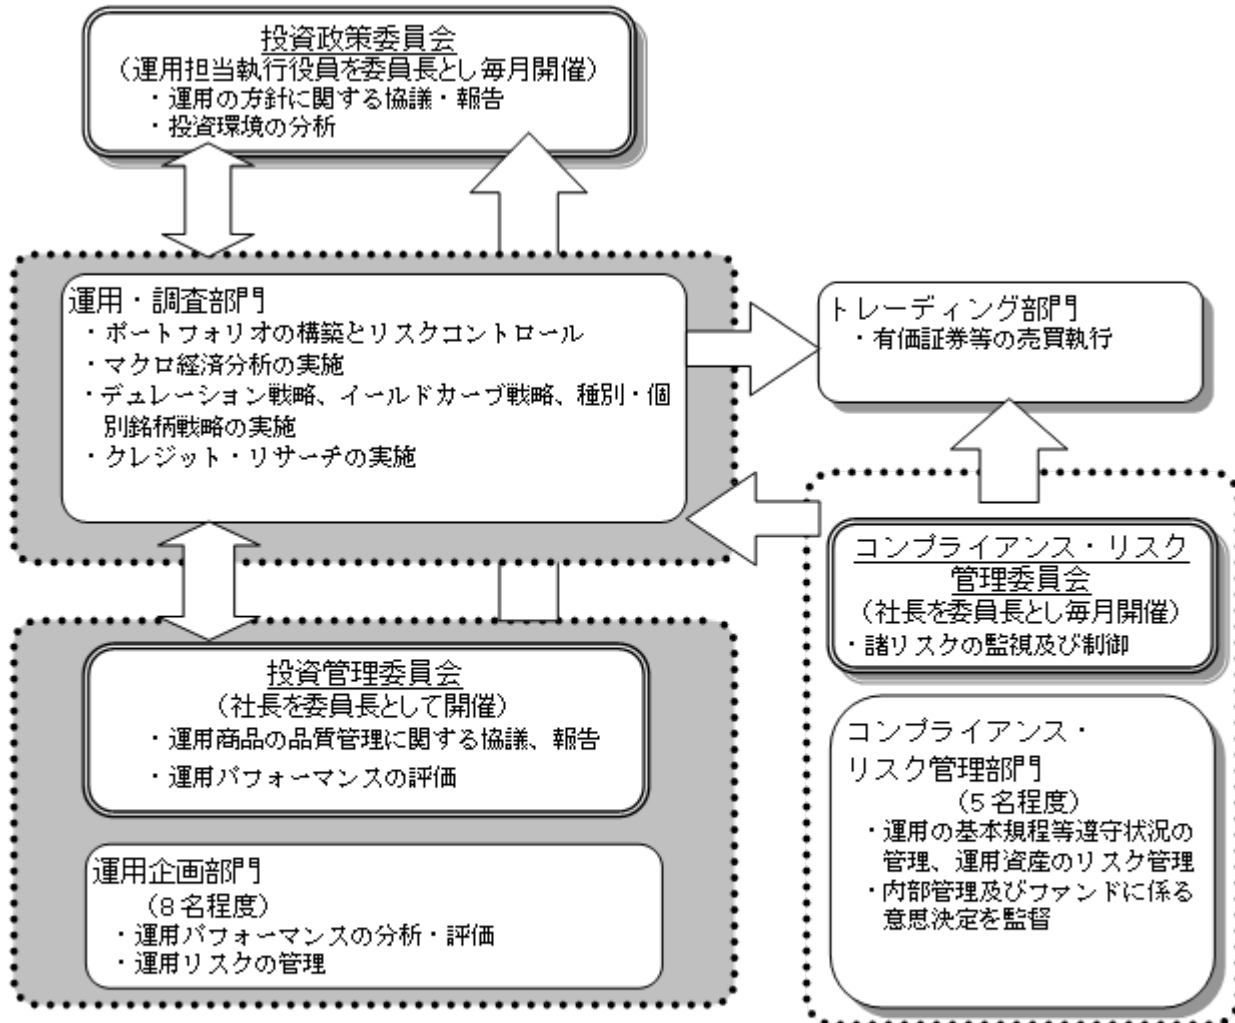 投資政策委員会
（運用担当執行役員を委員長とし毎月開催）
・運用の方針に関する協議・報告
・投資環境の分析
運用・調査部門
・ポートフォリオの構築とリスクコントロール
・マクロ経済分析の実施
・デュレーション戦略、イールドカーブ戦略、種別・個
別銘柄戦略の実施
・クレジット・リサーチの実施
トレーディング部門
・有価証券等の売買執行
コンプライアンス・リスク
管理委員会
（社長を委員長とし毎月開催）
・諸リスクの監視及び制御
投資管理委員会
（社長を委員長として開催）
・運用商品の品質管理に関する協議、報告
・運用パフォーマンスの評価
コンプライアンス・
リスク管理部門
（５名程度）
・運用の基本規程等遵守状況の
管理、運用資産のリスク管理
・内部管理及びファンドに係る
意思決定を監督
運用企画部門
（８名程度）
・運用パフォーマンスの分析・評価
・運用リスクの管理